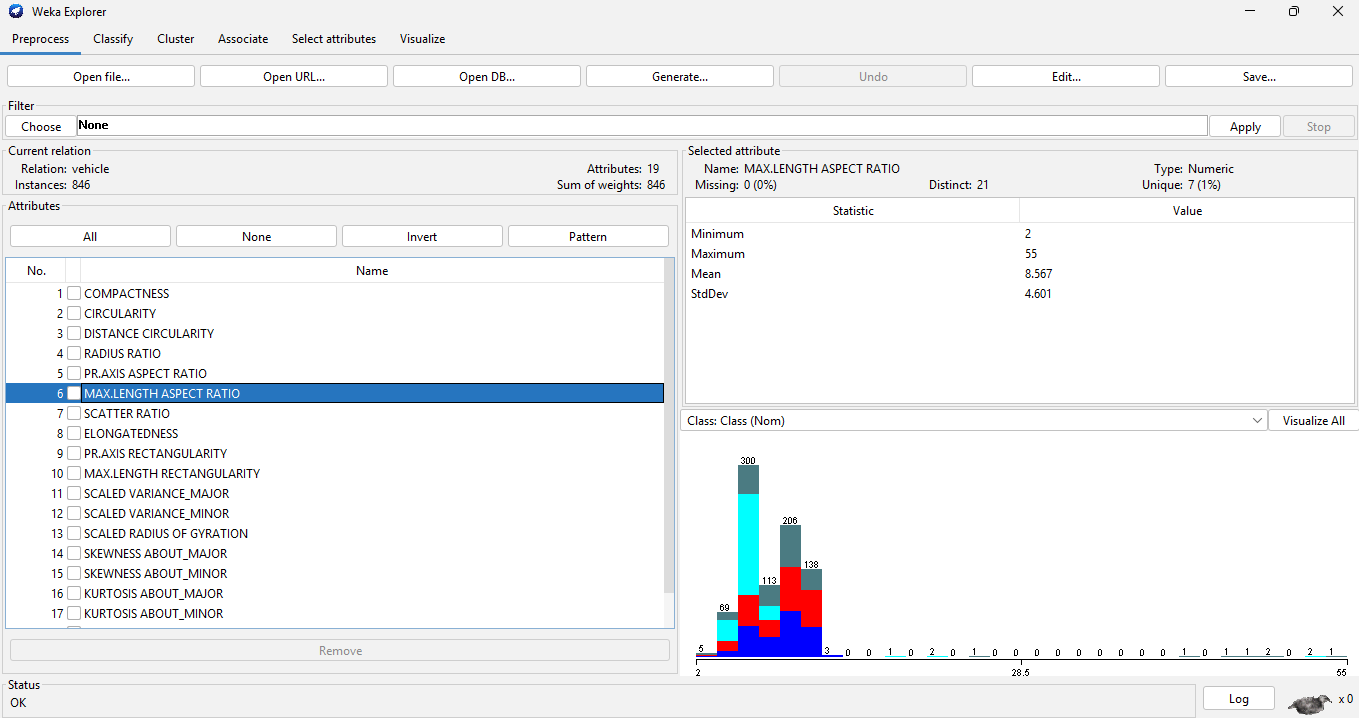 Weka Explorer
Preprocess Classify Cluster Associate Select attributes Visualize
Open file... Open URL... Open DB... Generate... Undo Edit... Save...
Filter
Choose None Apply Stop
Current relation
Relation: vehicle Attributes: 19
Instances: 846 Sum of weights: 846
Attributes
All None Invert Pattern
No. Name
1 COMPACTNESS
2 CIRCULARITY
3 DISTANCE CIRCULARITY
4 RADIUS RATIO
5 PR.AXIS ASPECT RATIO
6 MAX.LENGTH ASPECT RATIO
7 SCATTER RATIO
8 ELONGATEDNESS
9 PR.AXIS RECTANGULARITY
10 MAX.LENGTH RECTANGULARITY
11 SCALED VARIANCE_MAJOR
12 SCALED VARIANCE_MINOR
13 SCALED RADIUS OF GYRATION
14 SKEWNESS ABOUT_MAJOR
15 SKEWNESS ABOUT_MINOR
16 KURTOSIS ABOUT_MAJOR
17 KURTOSIS ABOUT_MINOR
Remove
Selected attribute
Name: MAX.LENGTH ASPECT RATIO Type: Numeric
Missing: 0 (0%) Distinct: 21 Unique: 7 (1%)
Statistic Value
Minimum 2
Maximum 55
Mean 8.567
StdDev 4.601
Class: Class (Nom) Visualize All
300
206
138
113
69
5 3 0 0 1 0 2 0 1 0 0 0 0 0 0 0 0 0 1 0 1 1 2 0 2 1
2 28.5 55
Status
OK Log x 0